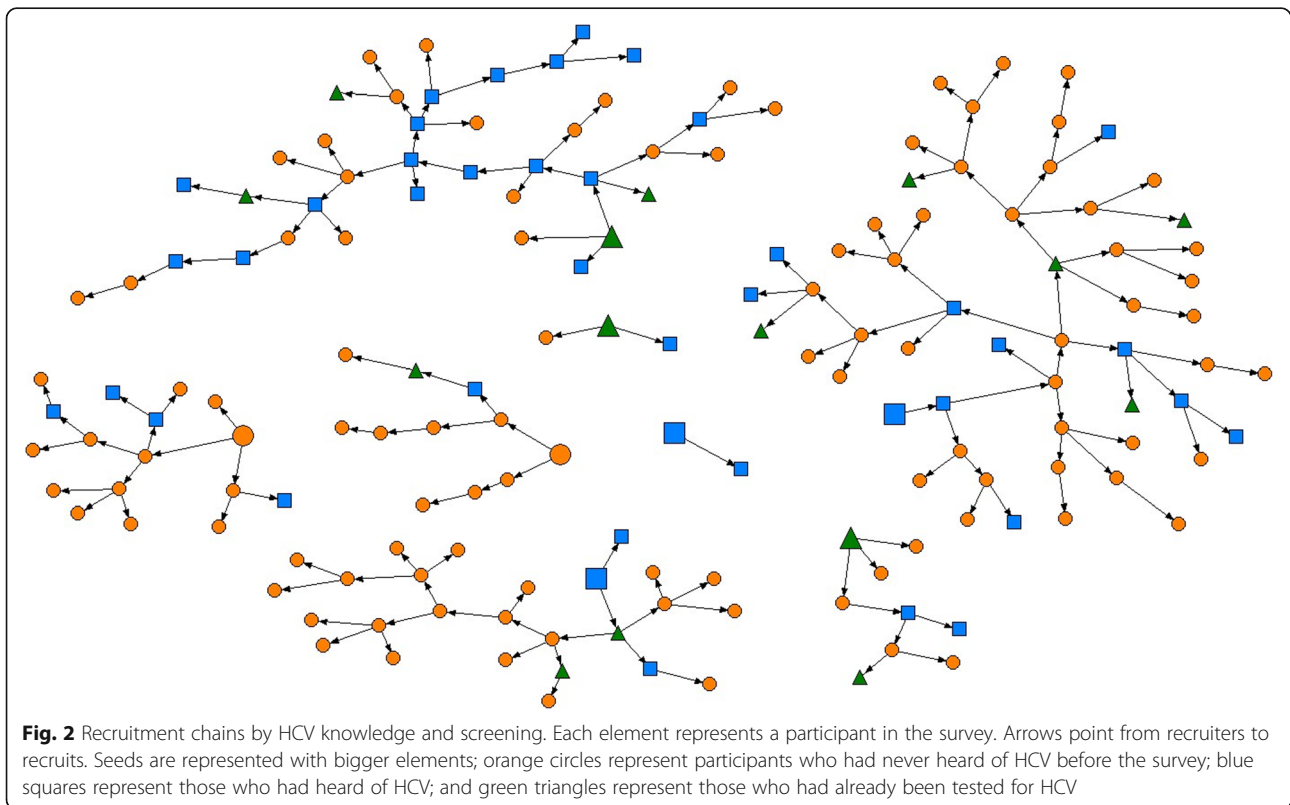 Fig. 2 Recruitment chains by HCV knowledge and screening. Each element represents a participant in the survey. Arrows point from recruiters to
recruits. Seeds are represented with bigger elements; orange circles represent participants who had never heard of HCV before the survey; blue
squares represent those who had heard of HCV; and green triangles represent those who had already been tested for HCV